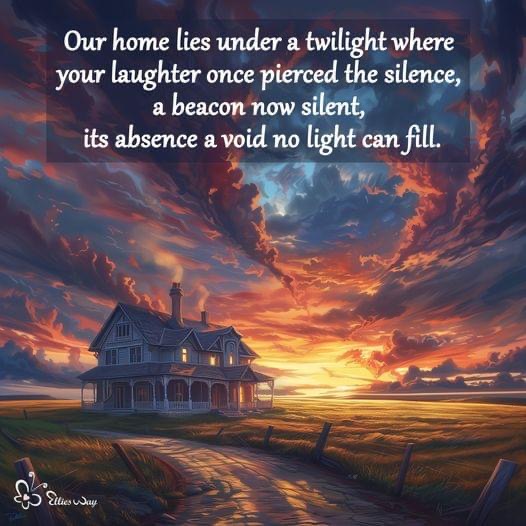 Our home lies under a twilight where
your laughter once pierced the silence,
a beacon now silent,
its absence a void no light can fill.
Ellies Way